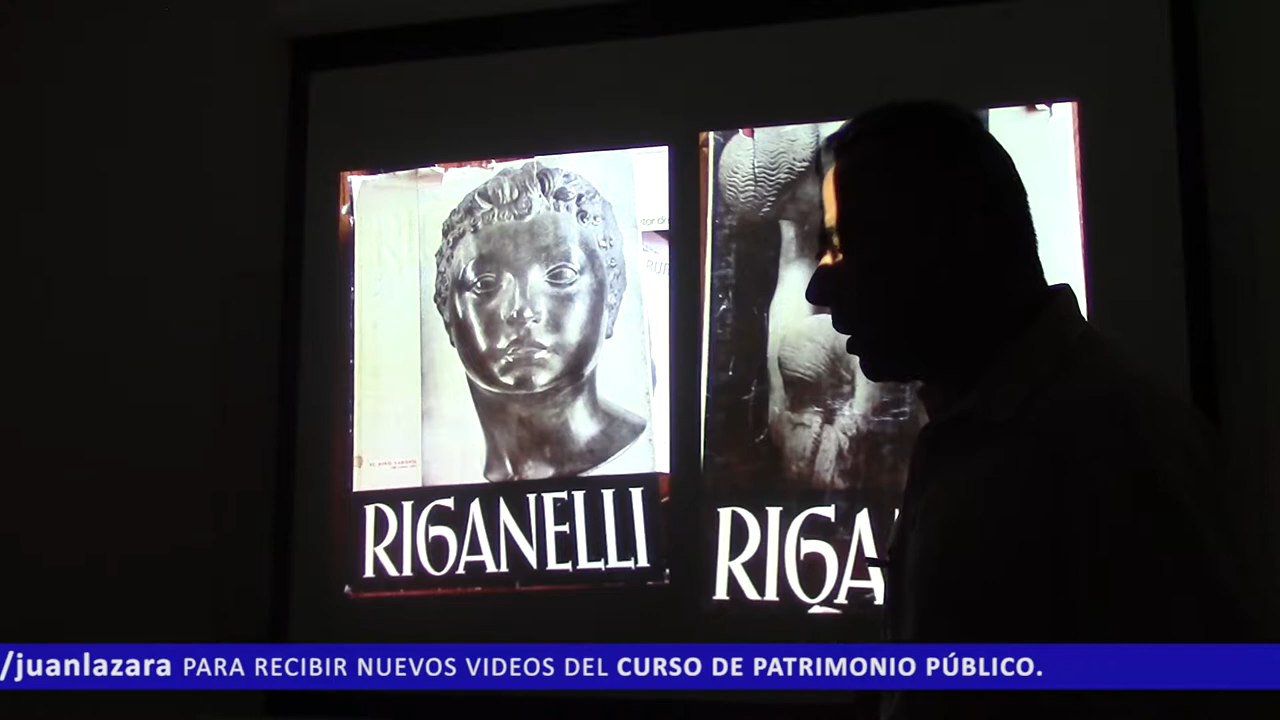 RIGANELLI
RIGA
/juanlazara PARA RECIBIR NUEVOS VIDEOS DEL CURSO DE PATRIMONIO PÚBLICO.